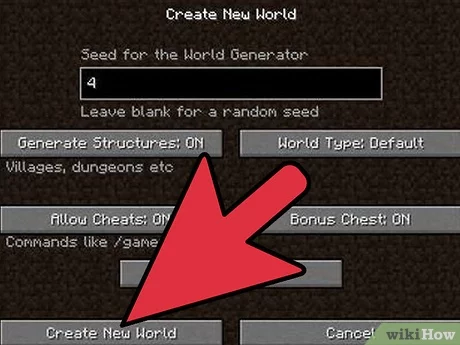 Create New World
Seed for the World Generator
4
Leave blank for a random seed
Generate Structures: ON
World Type: Default
Villages, dungeons etc
Allow Cheats: ON
Bonus Chest: ON
Commands like /game
Create New World
Cancel
wikiHow